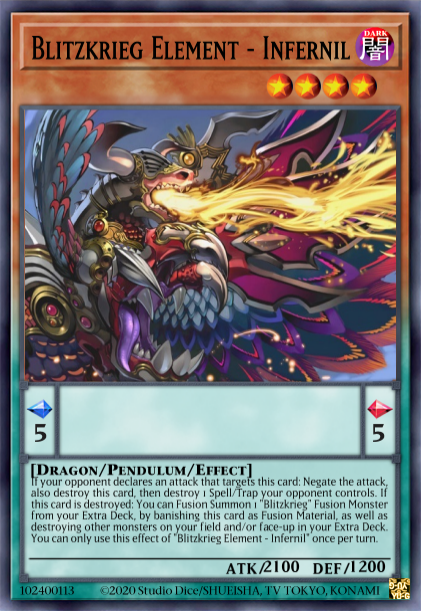 Blitzkrieg Element - Infernil
DARK
闇
5
5
[Dragon/Pendulum/Effect]
If your opponent declares an attack that targets this card: Negate the attack,
also destroy this card, then destroy 1 Spell/Trap your opponent controls. If
this card is destroyed: You can Fusion Summon 1 "Blitzkrieg" Fusion Monster
from your Extra Deck, by banishing this card as Fusion Material, as well as
destroying other monsters on your field and/or face-up in your Extra Deck.
You can only use this effect of "Blitzkrieg Element - Infernil" once per turn.
ATK/2100 DEF/1200
102400113 ©2020 Studio Dice/SHUEISHA, TV TOKYO, KONAMI